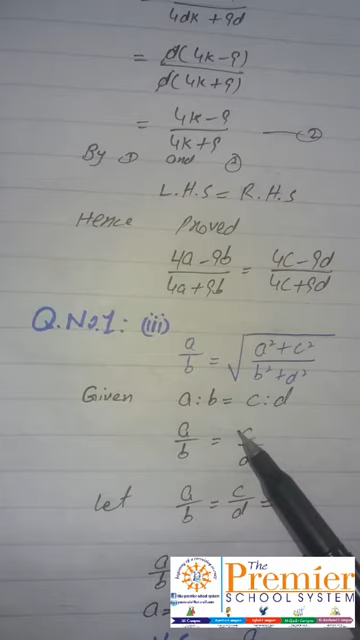 4dk + 9d
= d(4k-9) / d(4k+9)
= 4k-9 / 4k+9 — ②
By ① and ②
L.H.S = R.H.S
Hence Proved
4a-9b / 4a+9b = 4c-9d / 4c+9d
Q.No.1: (iii)
a/b = √(a²+c² / b²+d²)
Given a:b = c:d
a/b = c/d
let a/b = c/d =
a/b
a=
The
Premier
SCHOOL SYSTEM